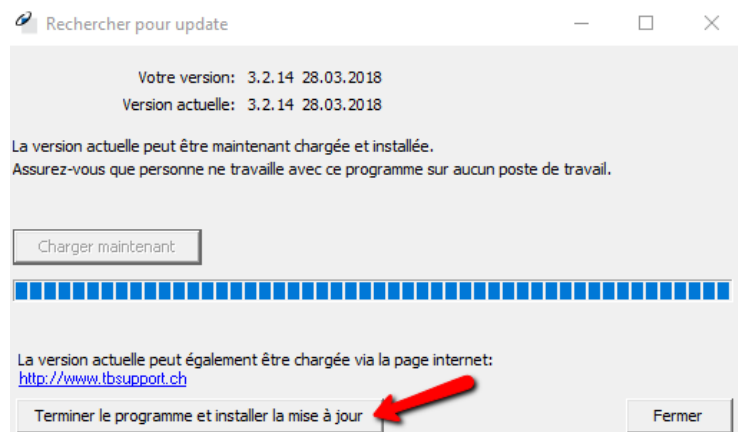 Rechercher pour update
Votre version: 3.2.14 28.03.2018
Version actuelle: 3.2.14 28.03.2018
La version actuelle peut être maintenant chargée et installée.
Assurez-vous que personne ne travaille avec ce programme sur aucun poste de travail.
Charger maintenant
La version actuelle peut également être chargée via la page internet:
http://www.tbsupport.ch
Terminer le programme et installer la mise à jour
Fermer